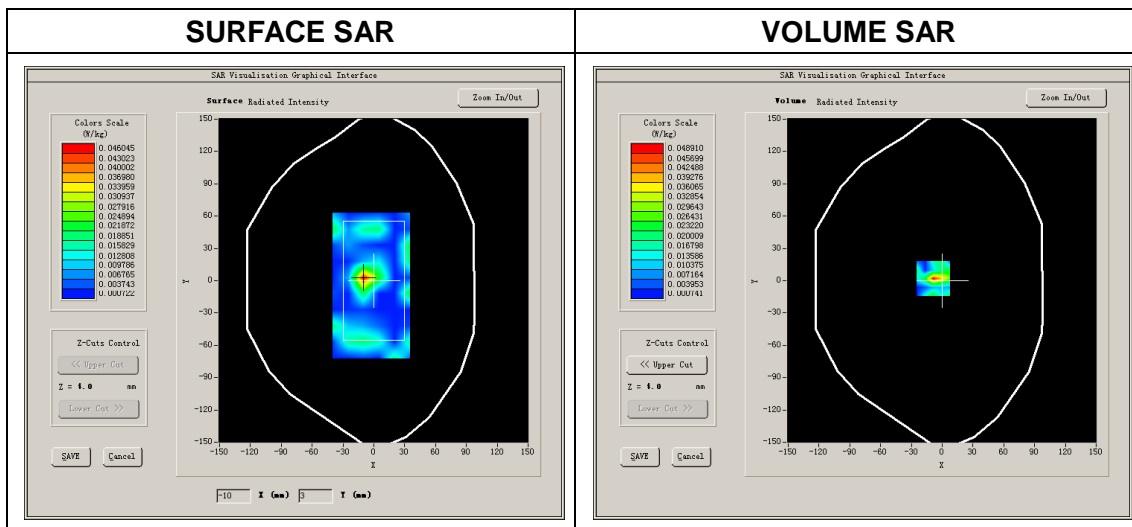 SURFACE SAR
VOLUME SAR
SAR Visualisation Graphical Interface
Surface Radiated Intensity
Zoom In/Out
Colors Scale
(W/kg)
0.046045
0.043023
0.040002
0.036980
0.033959
0.030937
0.027916
0.024894
0.021872
0.018851
0.015829
0.012808
0.009786
0.006765
0.003743
0.000722
Z-Cuts Control
<< Upper Cut
Z = 4.0 mm
Lower Cut >>
SAVE
Cancel
150
120
90
60
30
0
-30
-60
-90
-120
-150
Y
-150 -120 -90 -60 -30 0 30 60 90 120 150
X
-10 X (mm) 3 Y (mm)
SAR Visualisation Graphical Interface
Volume Radiated Intensity
Zoom In/Out
Colors Scale
(W/kg)
0.048910
0.045699
0.042488
0.039276
0.036065
0.032854
0.029643
0.026431
0.023220
0.020009
0.016798
0.013586
0.010375
0.007164
0.003953
0.000741
Z-Cuts Control
<< Upper Cut
Z = 4.0 mm
Lower Cut >>
SAVE
Cancel
150
120
90
60
30
0
-30
-60
-90
-120
-150
Y
-150 -120 -90 -60 -30 0 30 60 90 120 150
X